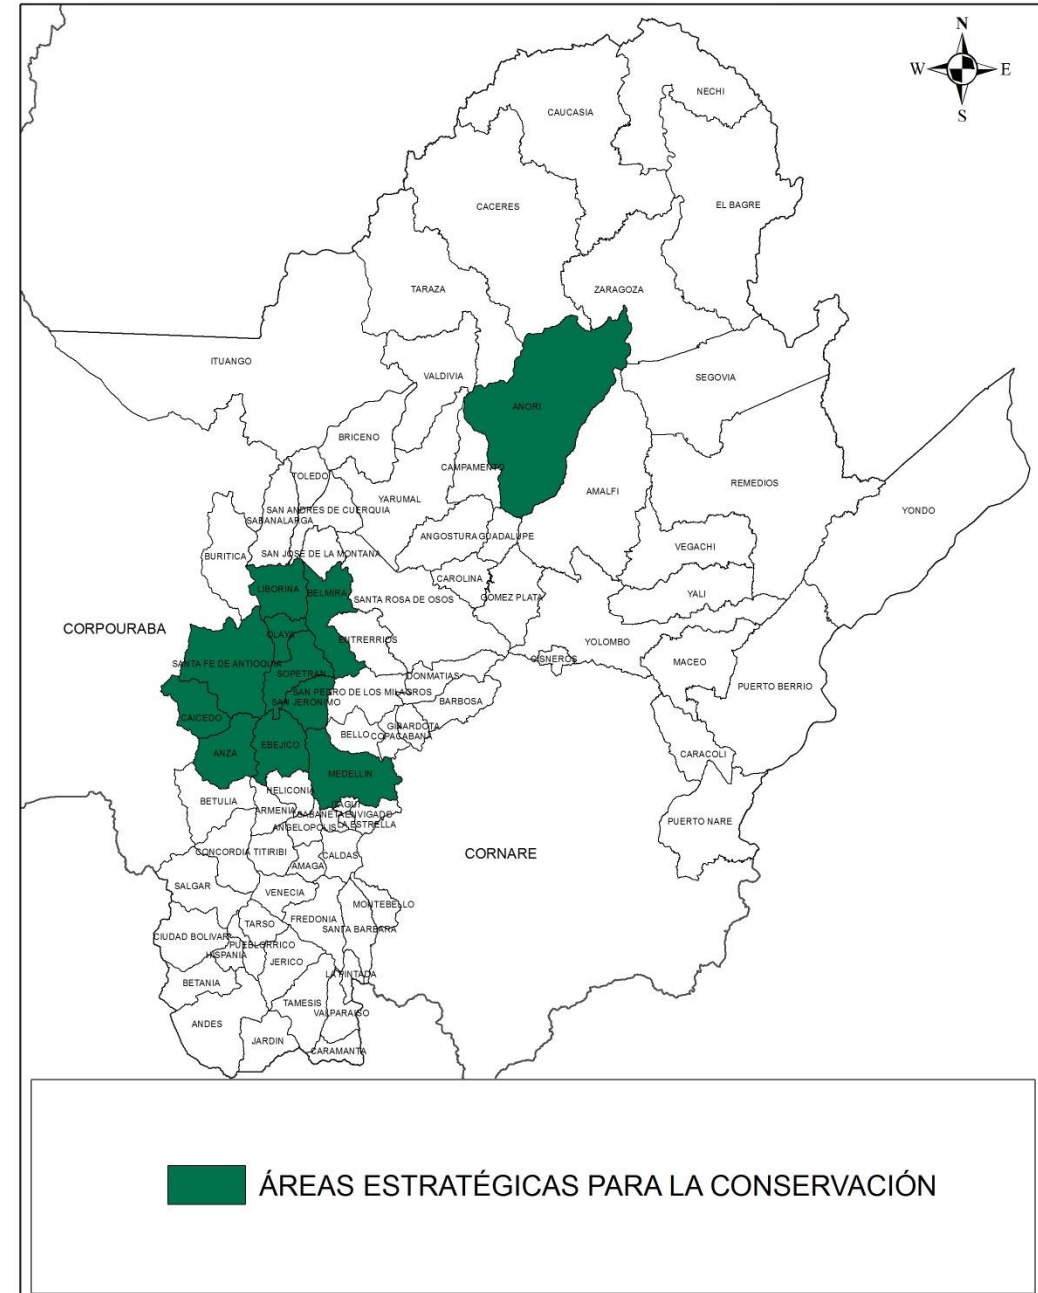 N
W E
S
NECHI
CAUCASIA
CACERES
EL BAGRE
TARAZA
ZARAGOZA
ITUANGO
VALDIVIA
SEGOVIA
ANORI
BRICENO
CAMPAMENTO
TOLEDO
YARUMAL
AMALFI
REMEDIOS
YONDO
SAN ANDRES DE CUERQUIA
SABANALARGA
ANGOSTURA
GUADALUPE
VEGACHI
BURITICA
SAN JOSE DE LA MONTANA
CAROLINA
LIBORINA
BELMIRA
SANTA ROSA DE OSOS
GOMEZ PLATA
YALI
CORPOURABA
OLAYA
ENTRERRIOS
YOLOMBO
SANTA FE DE ANTIOQUIA
CISNEROS
MACEO
SOPETRAN
DONMATIAS
PUERTO BERRIO
SAN PEDRO DE LOS MILAGROS
SAN JERONIMO
BARBOSA
CAICEDO
GIRARDOTA
BELLO
COPACABANA
ANZA
EBEJICO
CARACOLI
MEDELLIN
HELICONIA
BETULIA
ITAGUI
ARMENIA
SABANETA
ENVIGADO
PUERTO NARE
ANGELOPOLIS
LA ESTRELLA
CONCORDIA
TITIRIBI
CALDAS
CORNARE
AMAGA
SALGAR
VENECIA
MONTEBELLO
FREDONIA
TARSO
SANTA BARBARA
CIUDAD BOLIVAR
PUEBLORRICO
HISPANIA
JERICO
LA PINTADA
BETANIA
TAMESIS
VALPARAISO
ANDES
JARDIN
CARAMANTA
ÁREAS ESTRATÉGICAS PARA LA CONSERVACIÓN